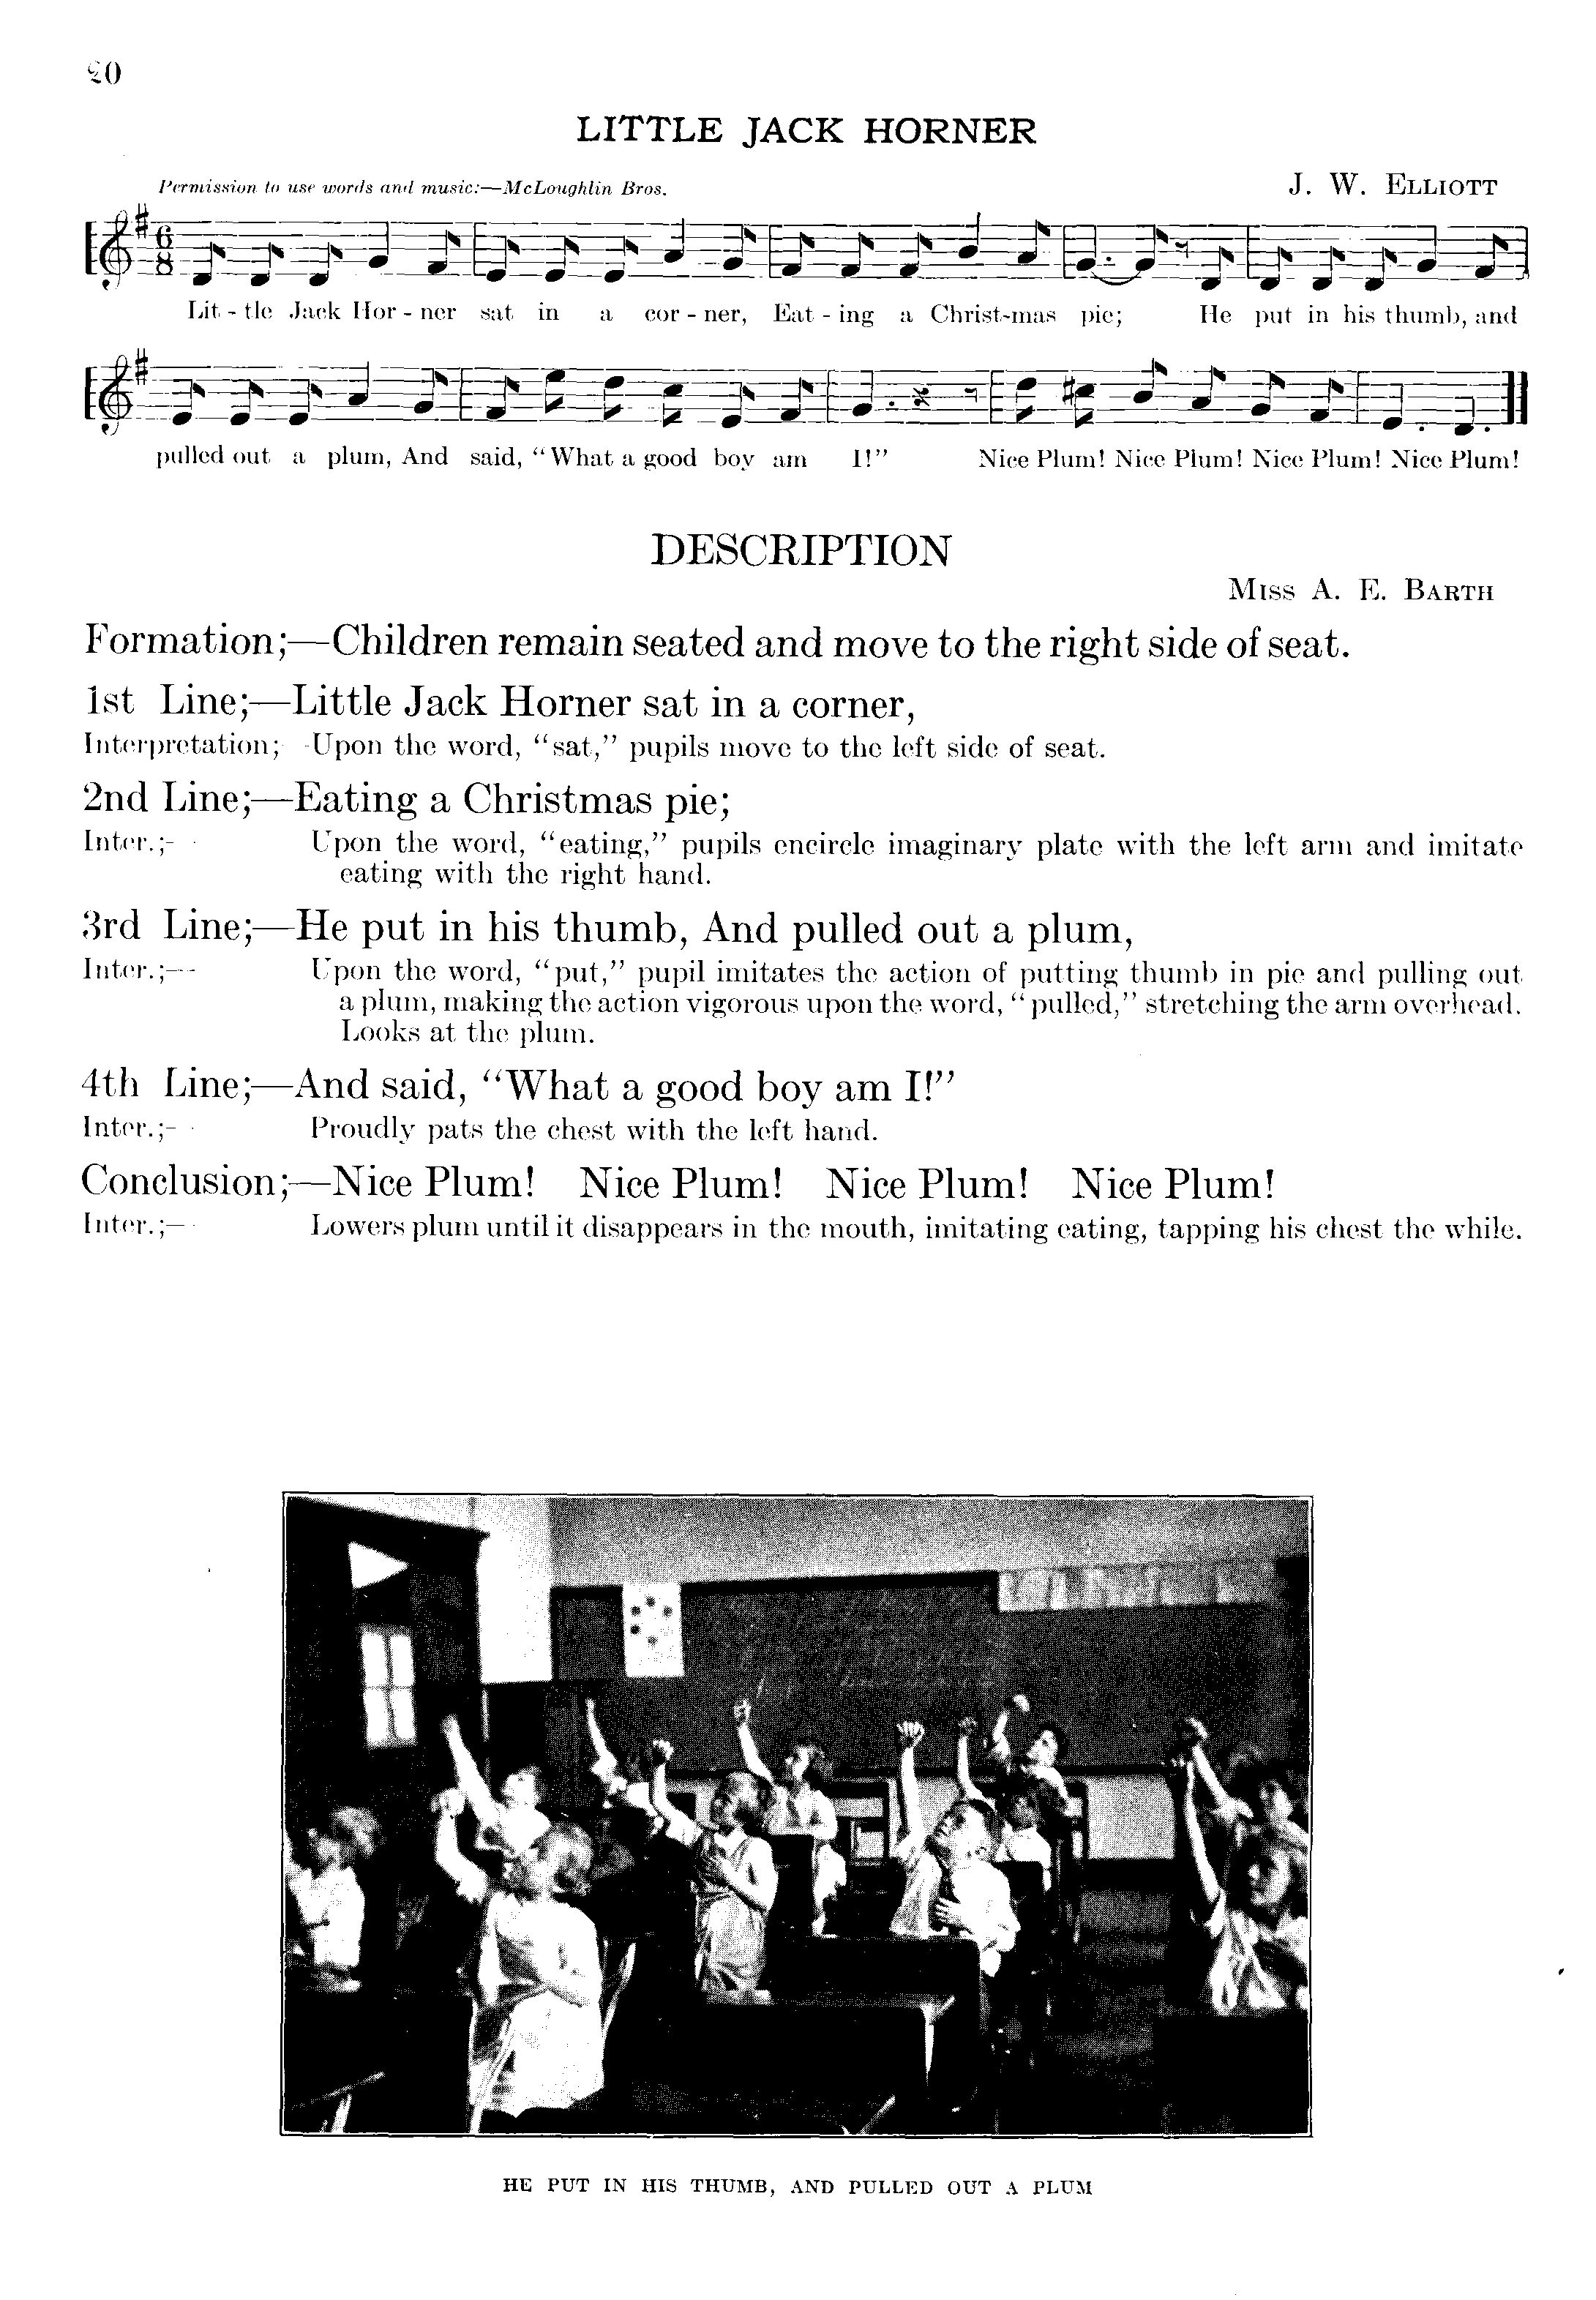 20
LITTLE JACK HORNER
Permission to use words and music:—McLoughlin Bros.
J. W. ELLIOTT
6
8
Lit - tle Jack Hor - ner sat in a cor - ner, Eat - ing a Christ-mas pie; He put in his thumb, and
pulled out a plum, And said, “What a good boy am I!” Nice Plum! Nice Plum! Nice Plum! Nice Plum!
DESCRIPTION
MISS A. E. BARTH
Formation;—Children remain seated and move to the right side of seat.
1st Line;—Little Jack Horner sat in a corner,
Interpretation; -Upon the word, “sat,” pupils move to the left side of seat.
2nd Line;—Eating a Christmas pie;
Inter.;- Upon the word, “eating,” pupils encircle imaginary plate with the left arm and imitate
eating with the right hand.
3rd Line;—He put in his thumb, And pulled out a plum,
Inter.;— Upon the word, “put,” pupil imitates the action of putting thumb in pie and pulling out
a plum, making the action vigorous upon the word, “pulled,” stretching the arm overhead.
Looks at the plum.
4th Line;—And said, “What a good boy am I!”
Inter.;- Proudly pats the chest with the left hand.
Conclusion;—Nice Plum! Nice Plum! Nice Plum! Nice Plum!
Inter.;— Lowers plum until it disappears in the mouth, imitating eating, tapping his chest the while.
HE PUT IN HIS THUMB, AND PULLED OUT A PLUM